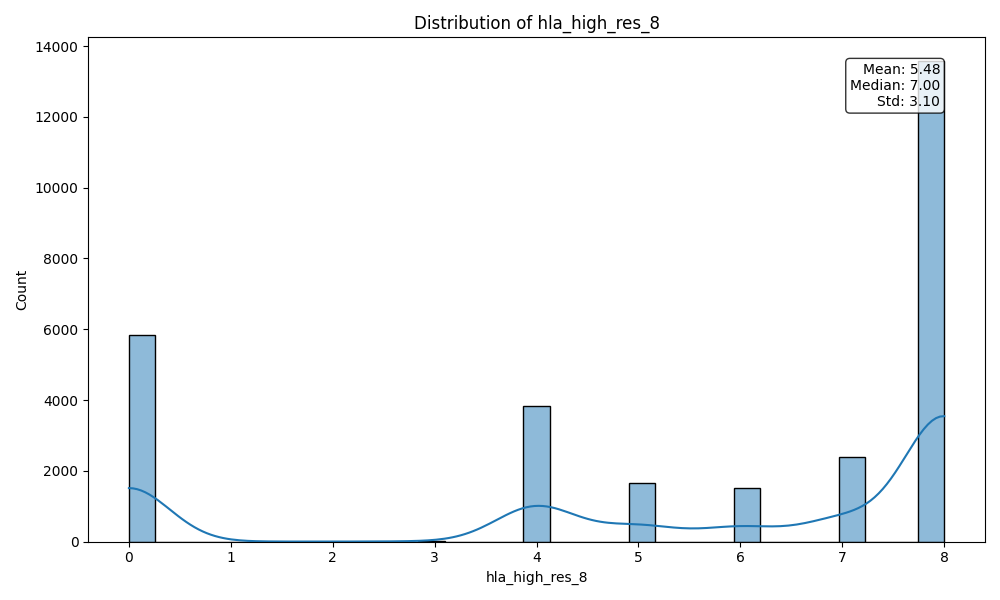 Distribution of hla_high_res_8
Mean: 5.48
Median: 7.00
Std: 3.10
Count
14000
12000
10000
8000
6000
4000
2000
0
0 1 2 3 4 5 6 7 8
hla_high_res_8